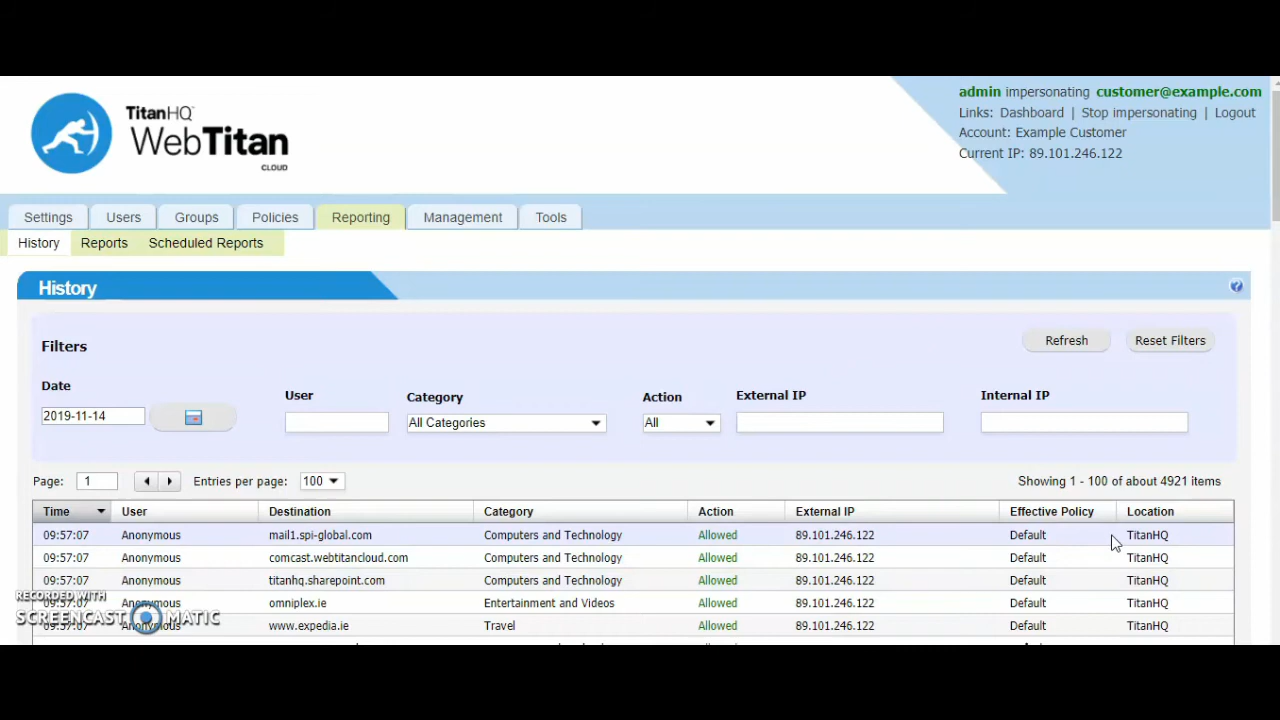 TitanHQ
WebTitan
CLOUD
admin impersonating customer@example.com
Links: Dashboard | Stop impersonating | Logout
Account: Example Customer
Current IP: 89.101.246.122
Settings Users Groups Policies Reporting Management Tools
History Reports Scheduled Reports
History
Filters
Refresh Reset Filters
Date User Category Action External IP Internal IP
2019-11-14 All Categories All
Page: 1 Entries per page: 100 Showing 1 - 100 of about 4921 items
Time User Destination Category Action External IP Effective Policy Location
09:57:07 Anonymous mail1.spi-global.com Computers and Technology Allowed 89.101.246.122 Default TitanHQ
09:57:07 Anonymous comcast.webtitancloud.com Computers and Technology Allowed 89.101.246.122 Default TitanHQ
09:57:07 Anonymous titanhq.sharepoint.com Computers and Technology Allowed 89.101.246.122 Default TitanHQ
09:57:07 Anonymous omniplex.ie Entertainment and Videos Allowed 89.101.246.122 Default TitanHQ
09:57:07 Anonymous www.expedia.ie Travel Allowed 89.101.246.122 Default TitanHQ
RECORDED WITH
SCREENCAST MATIC